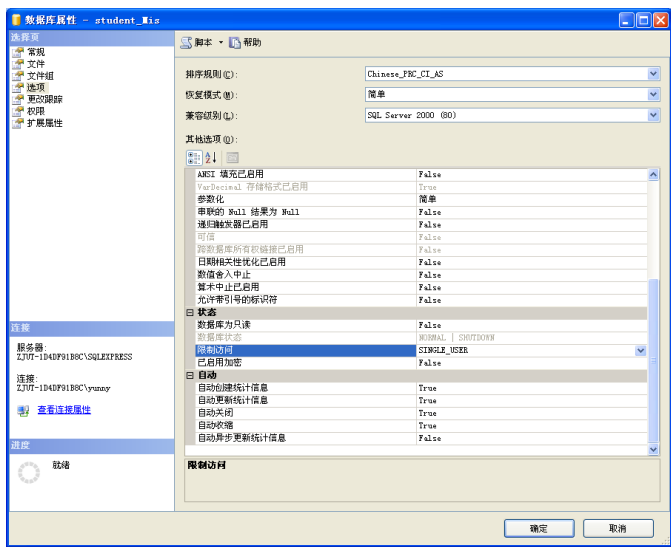 数据库属性 - student_Mis
选择页
常规
文件
文件组
选项
更改跟踪
权限
扩展属性
脚本
帮助
排序规则(C):
Chinese_PRC_CI_AS
恢复模式(M):
简单
兼容级别(L):
SQL Server 2000 (80)
其他选项(O):
ANSI 填充已启用 False
VarDecimal 存储格式已启用 True
参数化 简单
串联的 Null 结果为 Null False
递归触发器已启用 False
可信 False
跨数据库所有权链接已启用 False
日期相关性优化已启用 False
数值舍入中止 False
算术中止已启用 False
允许带引号的标识符 False
状态
数据库为只读 False
数据库状态 NORMAL | SHUTDOWN
限制访问 SINGLE_USER
已启用加密 False
自动
自动创建统计信息 True
自动更新统计信息 True
自动关闭 True
自动收缩 True
自动异步更新统计信息 False
限制访问
连接
服务器:
ZJUT-1D4DF91B8C\SQLEXPRESS
连接:
ZJUT-1D4DF91B8C\yunny
查看连接属性
进度
就绪
确定
取消